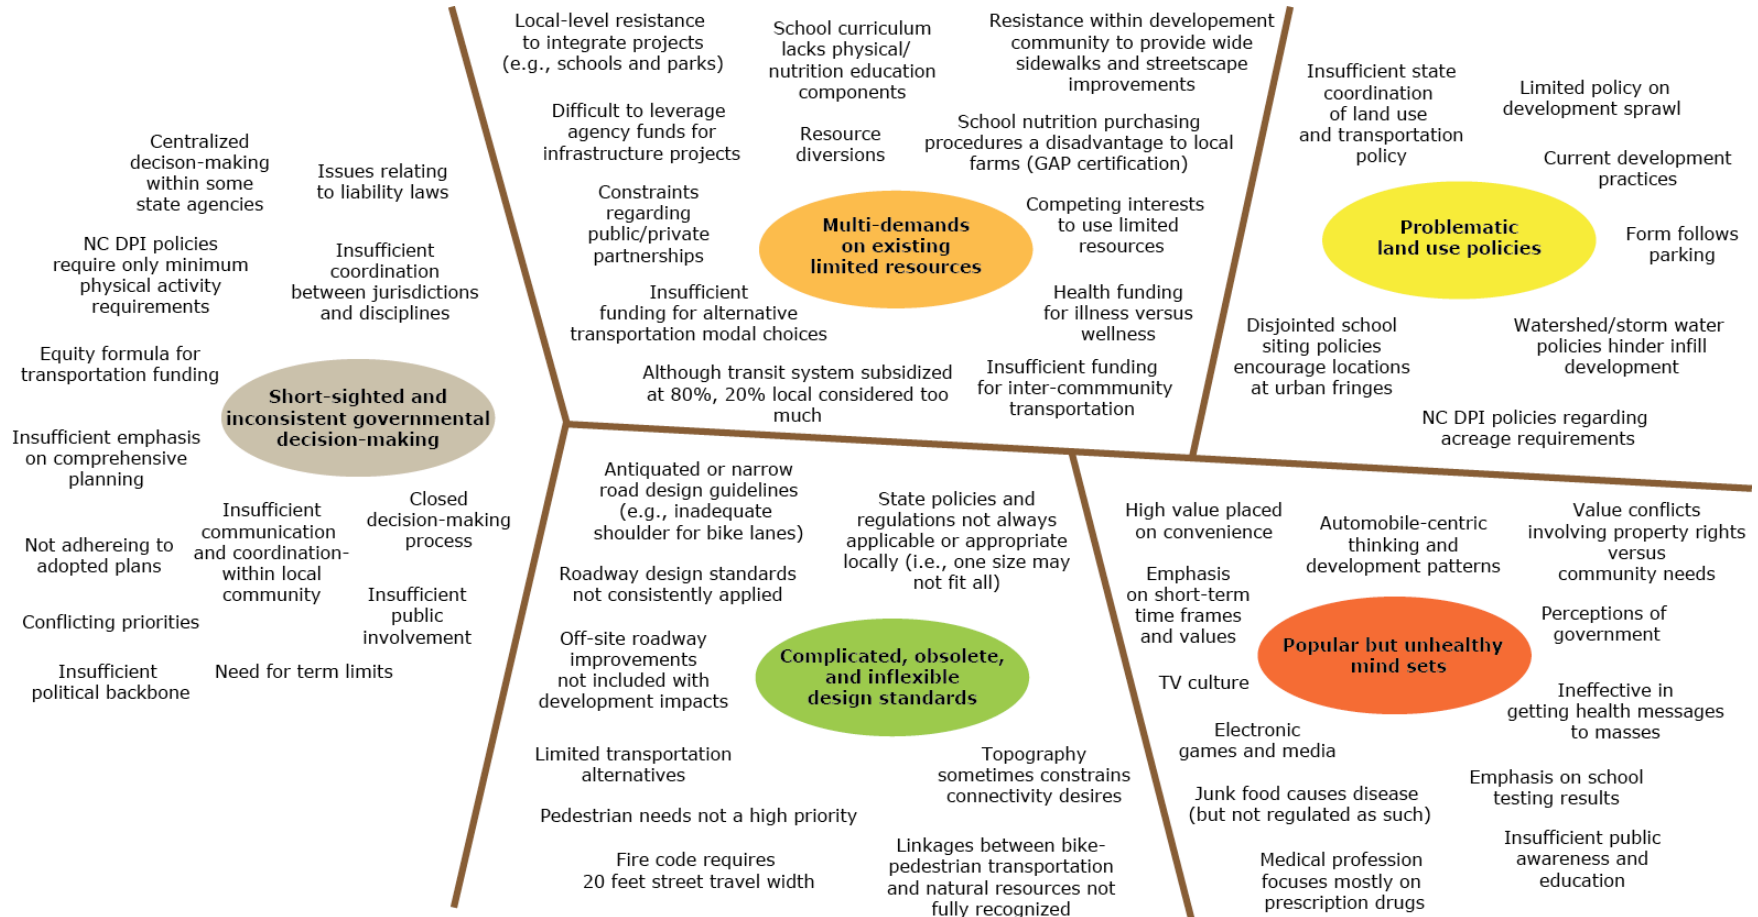 Centralized
decison-making
within some
state agencies
Issues relating
to liability laws
NC DPI policies
require only minimum
physical activity
requirements
Insufficient
coordination
between jurisdictions
and disciplines
Equity formula for
transportation funding
Short-sighted and
inconsistent governmental
decision-making
Insufficient emphasis
on comprehensive
planning
Insufficient
communication
and coordination-
within local
community
Closed
decision-making
process
Not adhereing to
adopted plans
Insufficient
public
involvement
Conflicting priorities
Insufficient
political backbone
Need for term limits
Local-level resistance
to integrate projects
(e.g., schools and parks)
School curriculum
lacks physical/
nutrition education
components
Resistance within developement
community to provide wide
sidewalks and streetscape
improvements
Difficult to leverage
agency funds for
infrastructure projects
Resource
diversions
School nutrition purchasing
procedures a disadvantage to local
farms (GAP certification)
Constraints
regarding
public/private
partnerships
Multi-demands
on existing
limited resources
Competing interests
to use limited
resources
Insufficient
funding for alternative
transportation modal choices
Health funding
for illness versus
wellness
Although transit system subsidized
at 80%, 20% local considered too
much
Insufficient funding
for inter-commmunity
transportation
Insufficient state
coordination
of land use
and transportation
policy
Limited policy on
development sprawl
Current development
practices
Problematic
land use policies
Form follows
parking
Disjointed school
siting policies
encourage locations
at urban fringes
Watershed/storm water
policies hinder infill
development
NC DPI policies regarding
acreage requirements
Antiquated or narrow
road design guidelines
(e.g., inadequate
shoulder for bike lanes)
State policies and
regulations not always
applicable or appropriate
locally (i.e., one size may
not fit all)
Roadway design standards
not consistently applied
Off-site roadway
improvements
not included with
development impacts
Complicated, obsolete,
and inflexible
design standards
Limited transportation
alternatives
Topography
sometimes constrains
connectivity desires
Pedestrian needs not a high priority
Fire code requires
20 feet street travel width
Linkages between bike-
pedestrian transportation
and natural resources not
fully recognized
High value placed
on convenience
Automobile-centric
thinking and
development patterns
Value conflicts
involving property rights
versus
community needs
Emphasis
on short-term
time frames
and values
Popular but unhealthy
mind sets
Perceptions of
government
TV culture
Ineffective in
getting health messages
to masses
Electronic
games and media
Emphasis on school
testing results
Junk food causes disease
(but not regulated as such)
Insufficient public
awareness and
education
Medical profession
focuses mostly on
prescription drugs